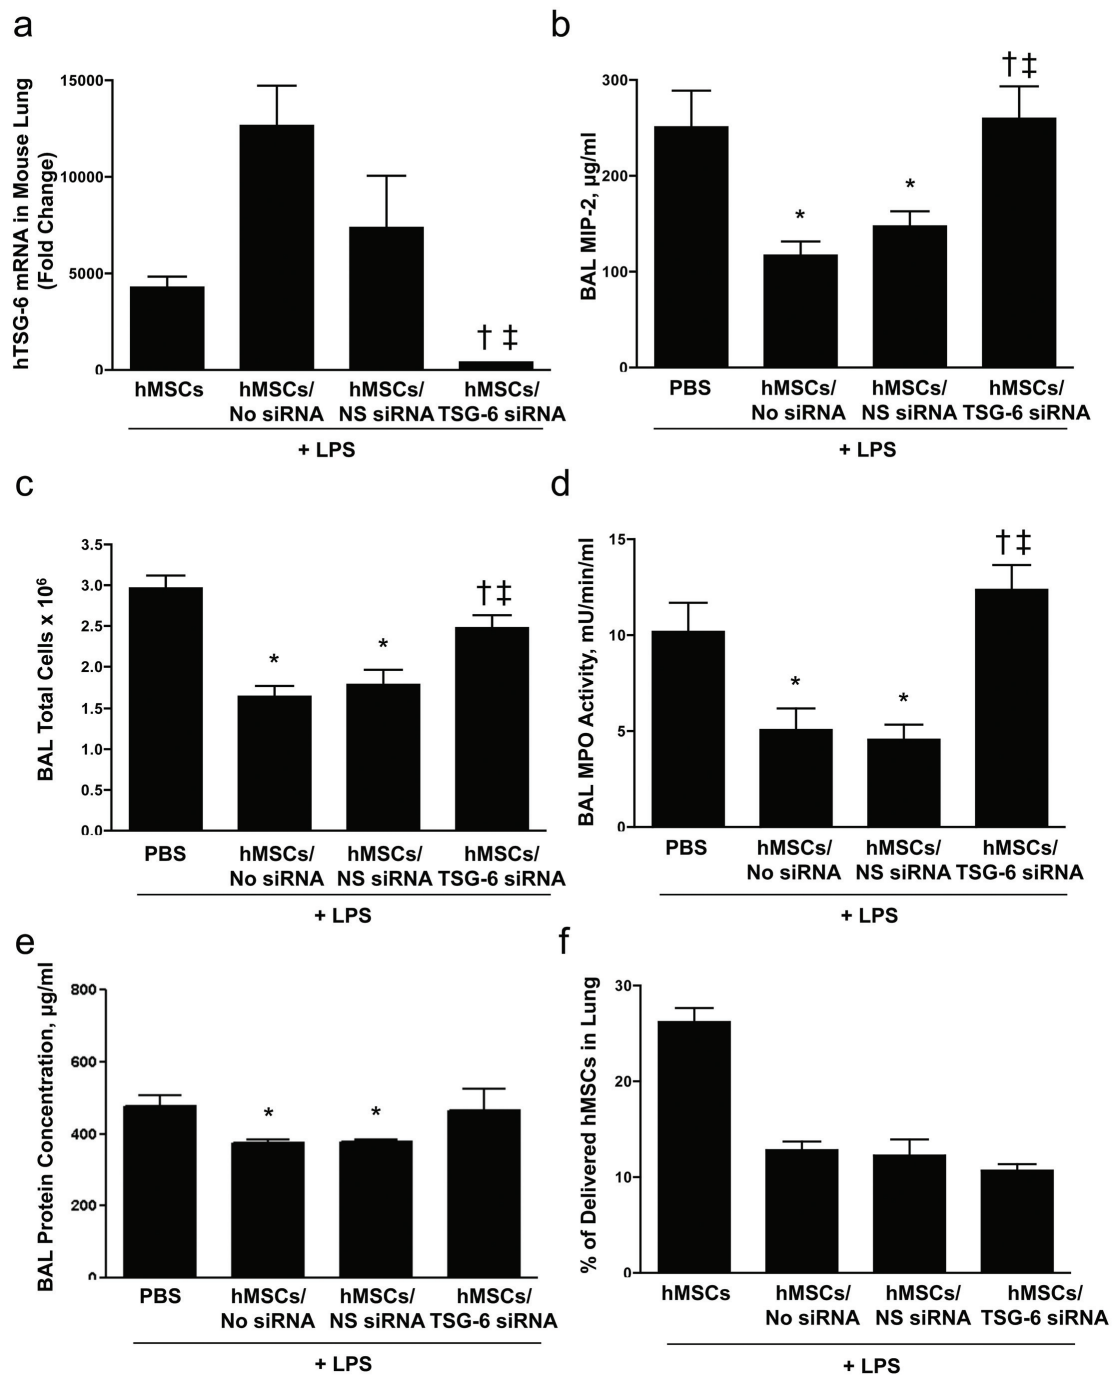 a
hTSG-6 mRNA in Mouse Lung
(Fold Change)
15000
10000
5000
0
† ‡
hMSCs hMSCs/ hMSCs/ hMSCs/
No siRNA NS siRNA TSG-6 siRNA
+ LPS
b
BAL MIP-2, µg/ml
300
200
100
0
* * †‡
PBS hMSCs/ hMSCs/ hMSCs/
No siRNA NS siRNA TSG-6 siRNA
+ LPS
c
BAL Total Cells x 10⁶
3.5
3.0
2.5
2.0
1.5
1.0
0.5
0.0
* * †‡
PBS hMSCs/ hMSCs/ hMSCs/
No siRNA NS siRNA TSG-6 siRNA
+ LPS
d
BAL MPO Activity, mU/min/ml
15
10
5
0
* * †‡
PBS hMSCs/ hMSCs/ hMSCs/
No siRNA NS siRNA TSG-6 siRNA
+ LPS
e
BAL Protein Concentration, µg/ml
800
600
400
200
0
* *
PBS hMSCs/ hMSCs/ hMSCs/
No siRNA NS siRNA TSG-6 siRNA
+ LPS
f
% of Delivered hMSCs in Lung
30
20
10
0
hMSCs hMSCs/ hMSCs/ hMSCs/
No siRNA NS siRNA TSG-6 siRNA
+ LPS